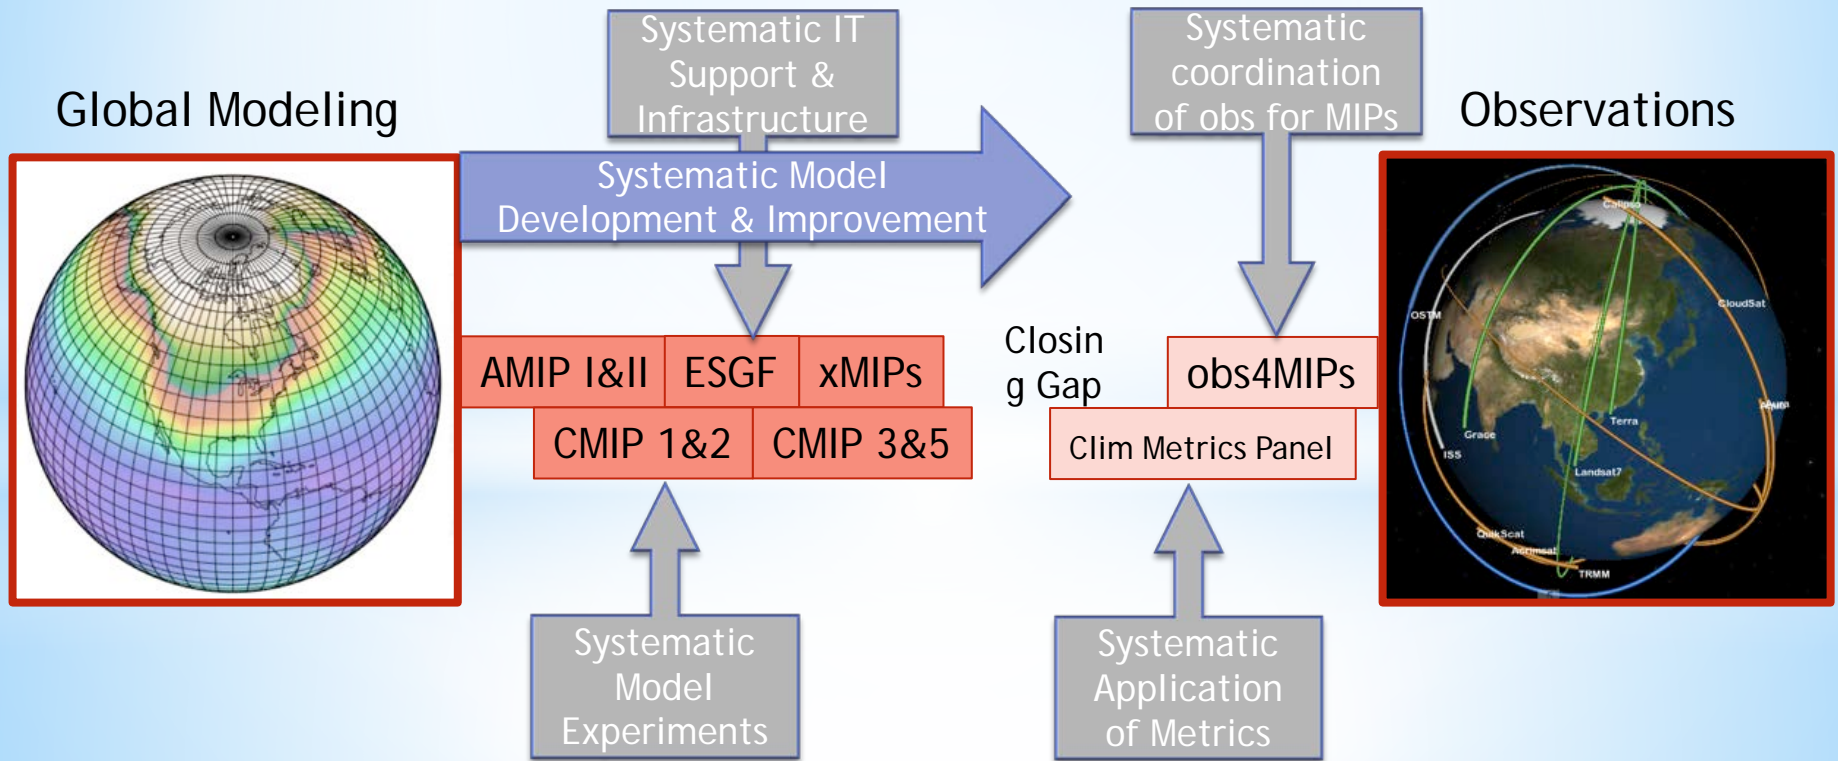 Systematic IT
Support &
Infrastructure
Systematic
coordination
of obs for MIPs
Global Modeling
Observations
Systematic Model
Development & Improvement
AMIP I&II
ESGF
xMIPs
CMIP 1&2
CMIP 3&5
Closin
g Gap
obs4MIPs
Clim Metrics Panel
Calipso
CloudSat
OSTM
Terra
Grace
ISS
Landsat7
QuikScat
Acrimsat
TRMM
Systematic
Model
Experiments
Systematic
Application
of Metrics